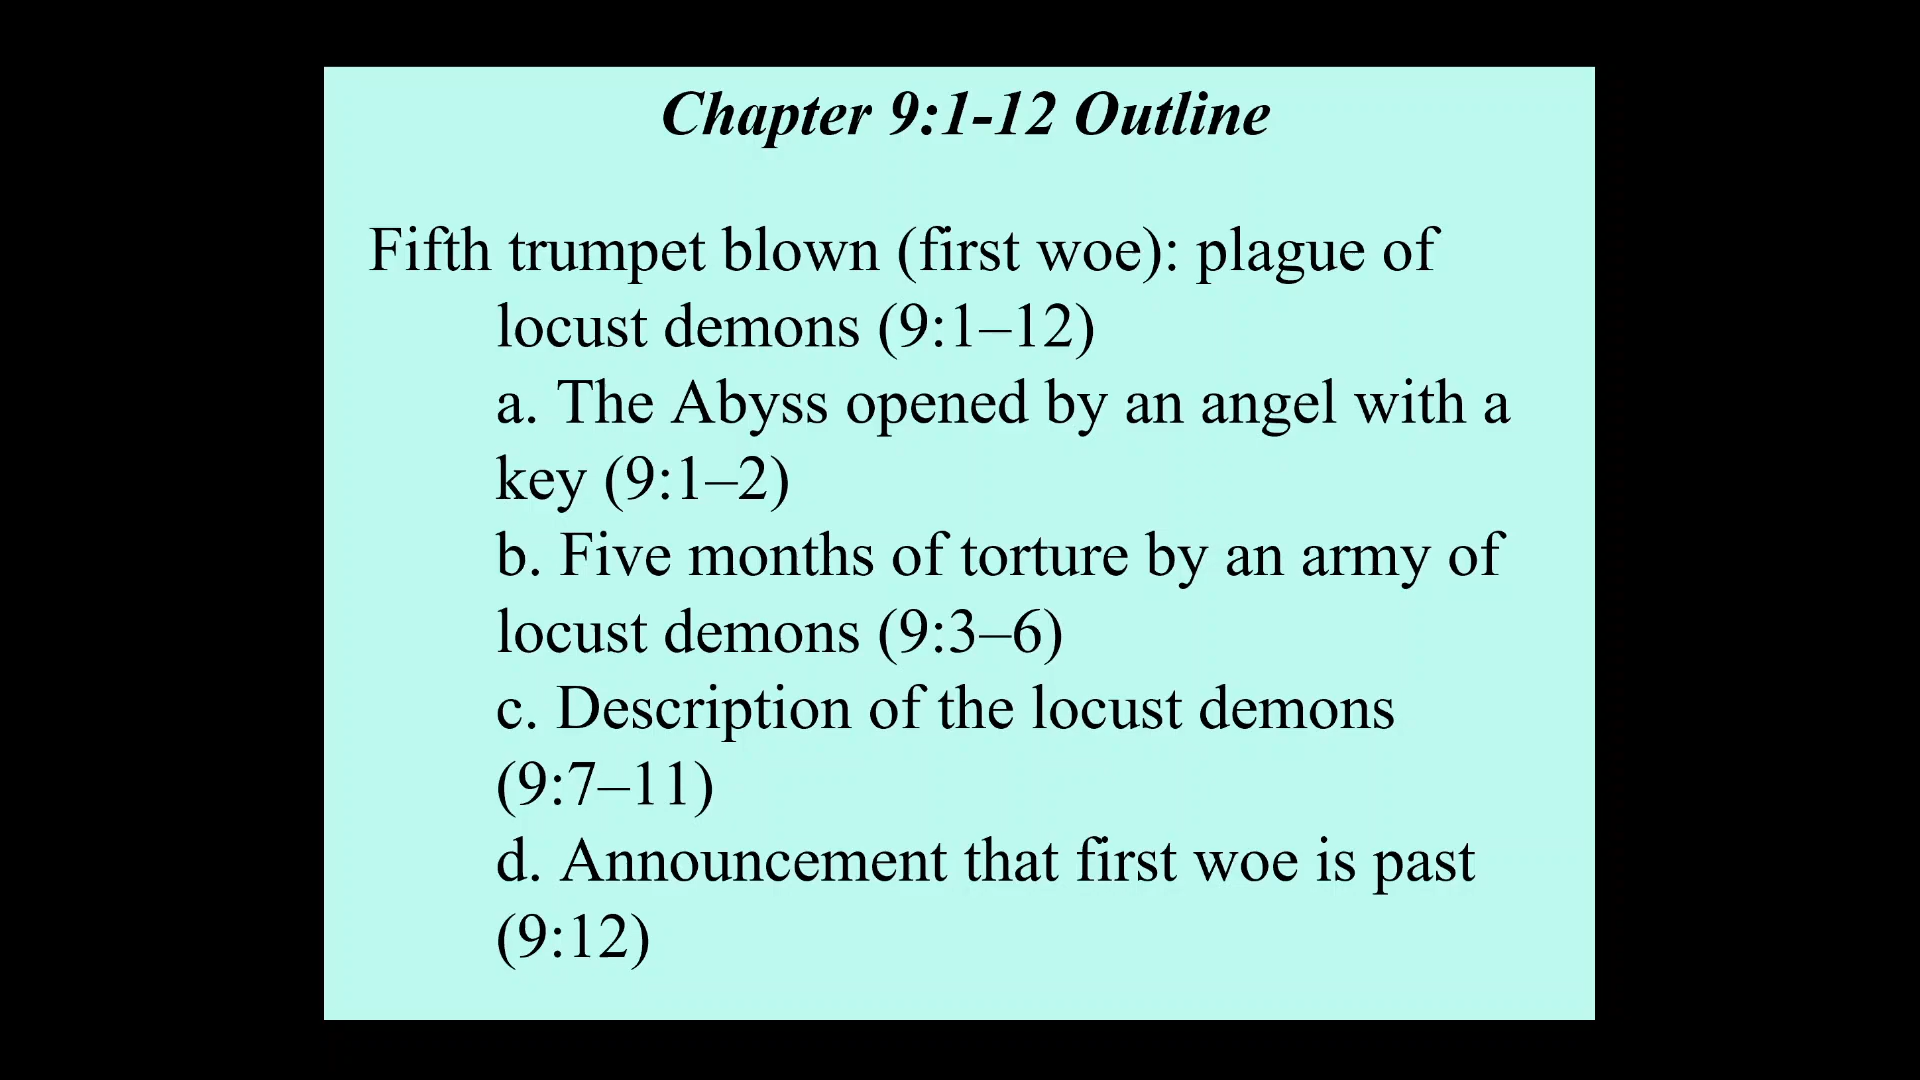 Chapter 9:1-12 Outline
Fifth trumpet blown (first woe): plague of
locust demons (9:1–12)
a. The Abyss opened by an angel with a
key (9:1–2)
b. Five months of torture by an army of
locust demons (9:3–6)
c. Description of the locust demons
(9:7–11)
d. Announcement that first woe is past
(9:12)